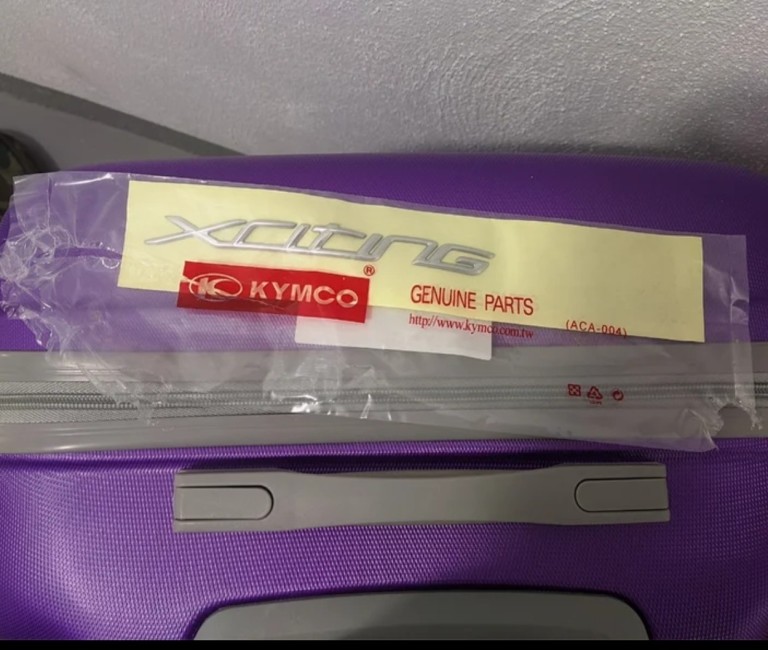 xciting
KYMCO®
GENUINE PARTS
http://www.kymco.com.tw
(ACA-004)